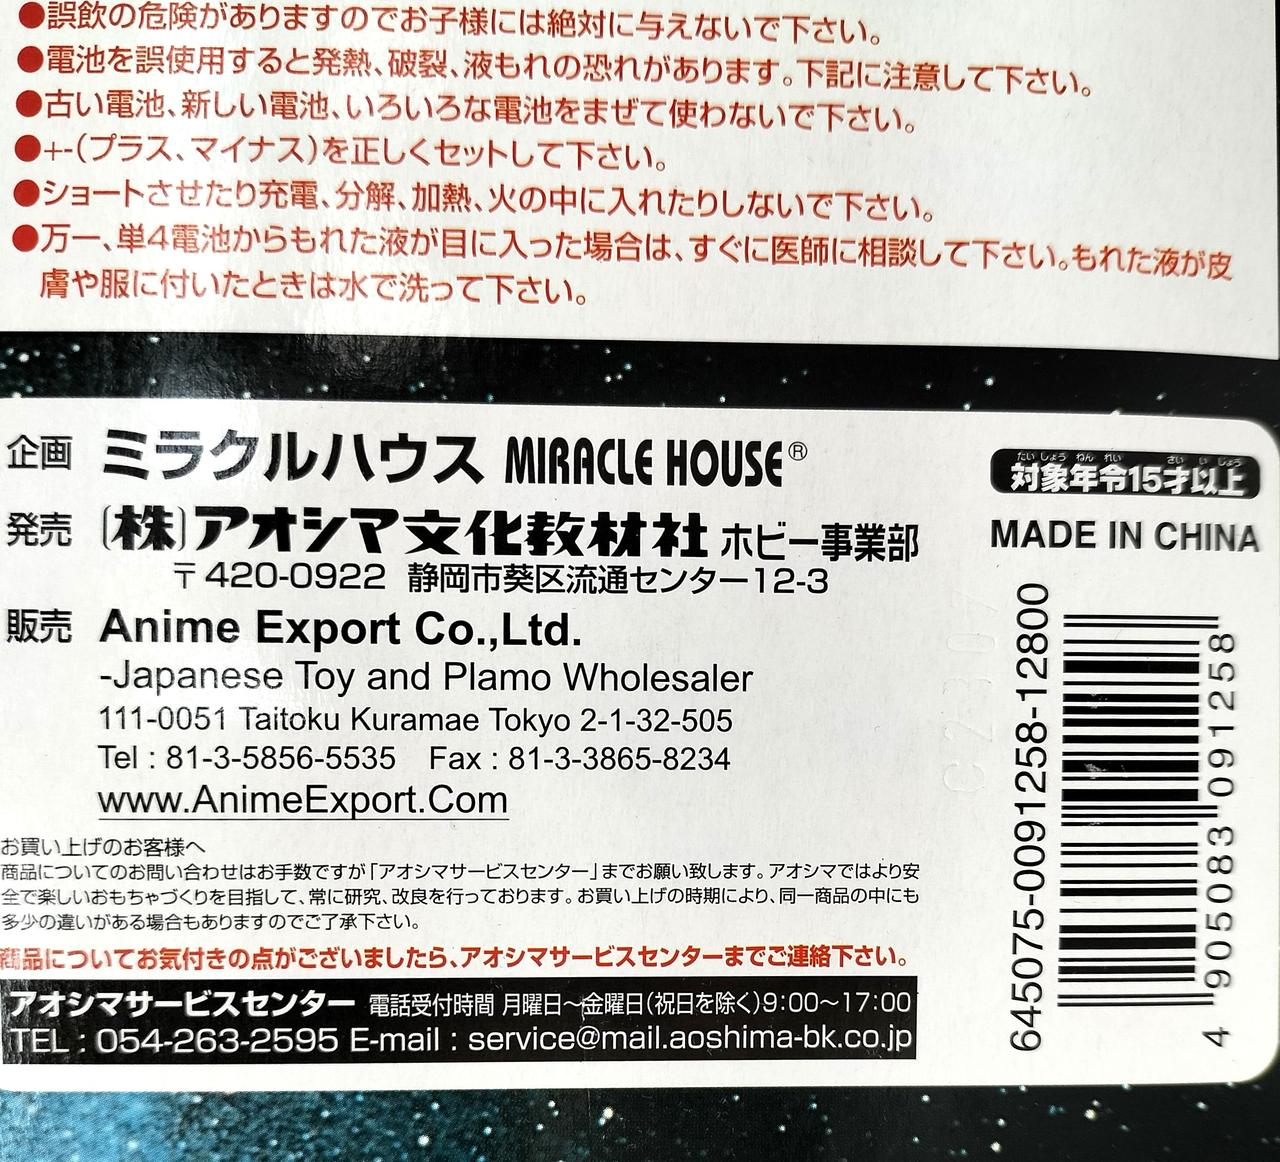 ●誤飲の危険がありますのでお子様には絶対に与えないで下さい。
●電池を誤使用すると発熱、破裂、液もれの恐れがあります。下記に注意して下さい。
●古い電池、新しい電池、いろいろな電池をまぜて使わないで下さい。
●+-(プラス、マイナス)を正しくセットして下さい。
●ショートさせたり充電、分解、加熱、火の中に入れたりしないで下さい。
●万一、単4電池からもれた液が目に入った場合は、すぐに医師に相談して下さい。もれた液が皮
膚や服に付いたときは水で洗って下さい。
企画 ミラクルハウス MIRACLE HOUSE®
発売 (株)アオシマ文化教材社 ホビー事業部
〒420-0922 静岡市葵区流通センター12-3
販売 Anime Export Co.,Ltd.
-Japanese Toy and Plamo Wholesaler
111-0051 Taitoku Kuramae Tokyo 2-1-32-505
Tel : 81-3-5856-5535 Fax : 81-3-3865-8234
www.AnimeExport.Com
お買い上げのお客様へ
商品についてのお問い合わせはお手数ですが「アオシマサービスセンター」までお願い致します。アオシマではより安
全で楽しいおもちゃづくりを目指して、常に研究、改良を行っております。お買い上げの時期により、同一商品の中にも
多少の違いがある場合もありますのでご了承下さい。
商品についてお気付きの点がございましたら、アオシマサービスセンターまでご連絡下さい。
アオシマサービスセンター 電話受付時間 月曜日〜金曜日(祝日を除く)9:00〜17:00
TEL : 054-263-2595 E-mail : service@mail.aoshima-bk.co.jp
たいしょうねんれい さいいじょう
対象年令15才以上
MADE IN CHINA
6445075-0091258-12800
4 905083 091258